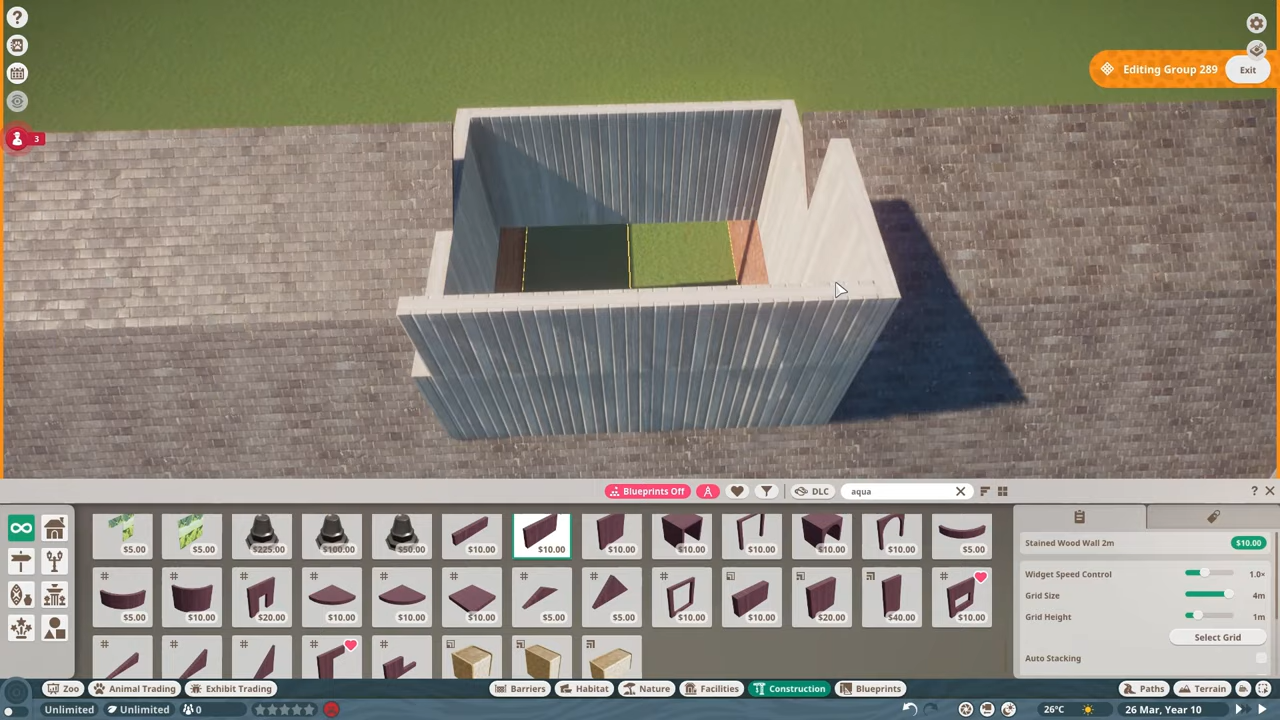 ?
Editing Group 289
Exit
3
Blueprints Off
DLC
aqua
?
$5.00
$5.00
$225.00
$100.00
$50.00
$10.00
$10.00
$10.00
$10.00
$10.00
$10.00
$10.00
$5.00
$5.00
$10.00
$20.00
$10.00
$10.00
$10.00
$5.00
$5.00
$10.00
$10.00
$20.00
$40.00
$10.00
Stained Wood Wall 2m
$10.00
Widget Speed Control
1.0×
Grid Size
4m
Grid Height
1m
Select Grid
Auto Stacking
Zoo
Animal Trading
Exhibit Trading
Barriers
Habitat
Nature
Facilities
Construction
Blueprints
Paths
Terrain
Unlimited
Unlimited
0
26°C
26 Mar, Year 10